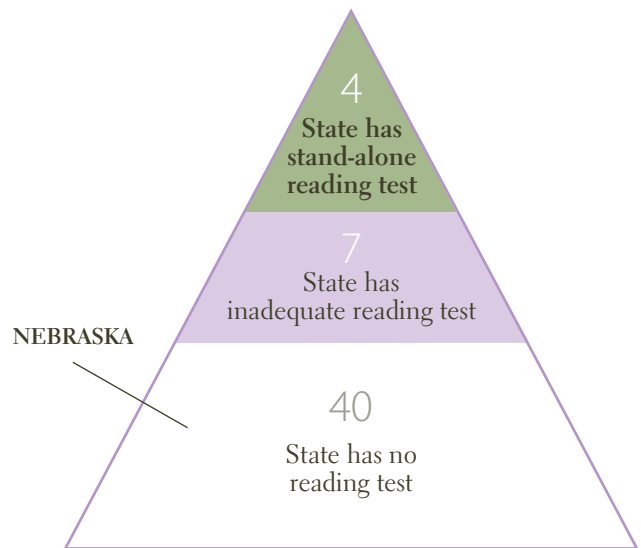 4
State has
stand-alone
reading test
7
State has
inadequate reading test
NEBRASKA
40
State has no
reading test